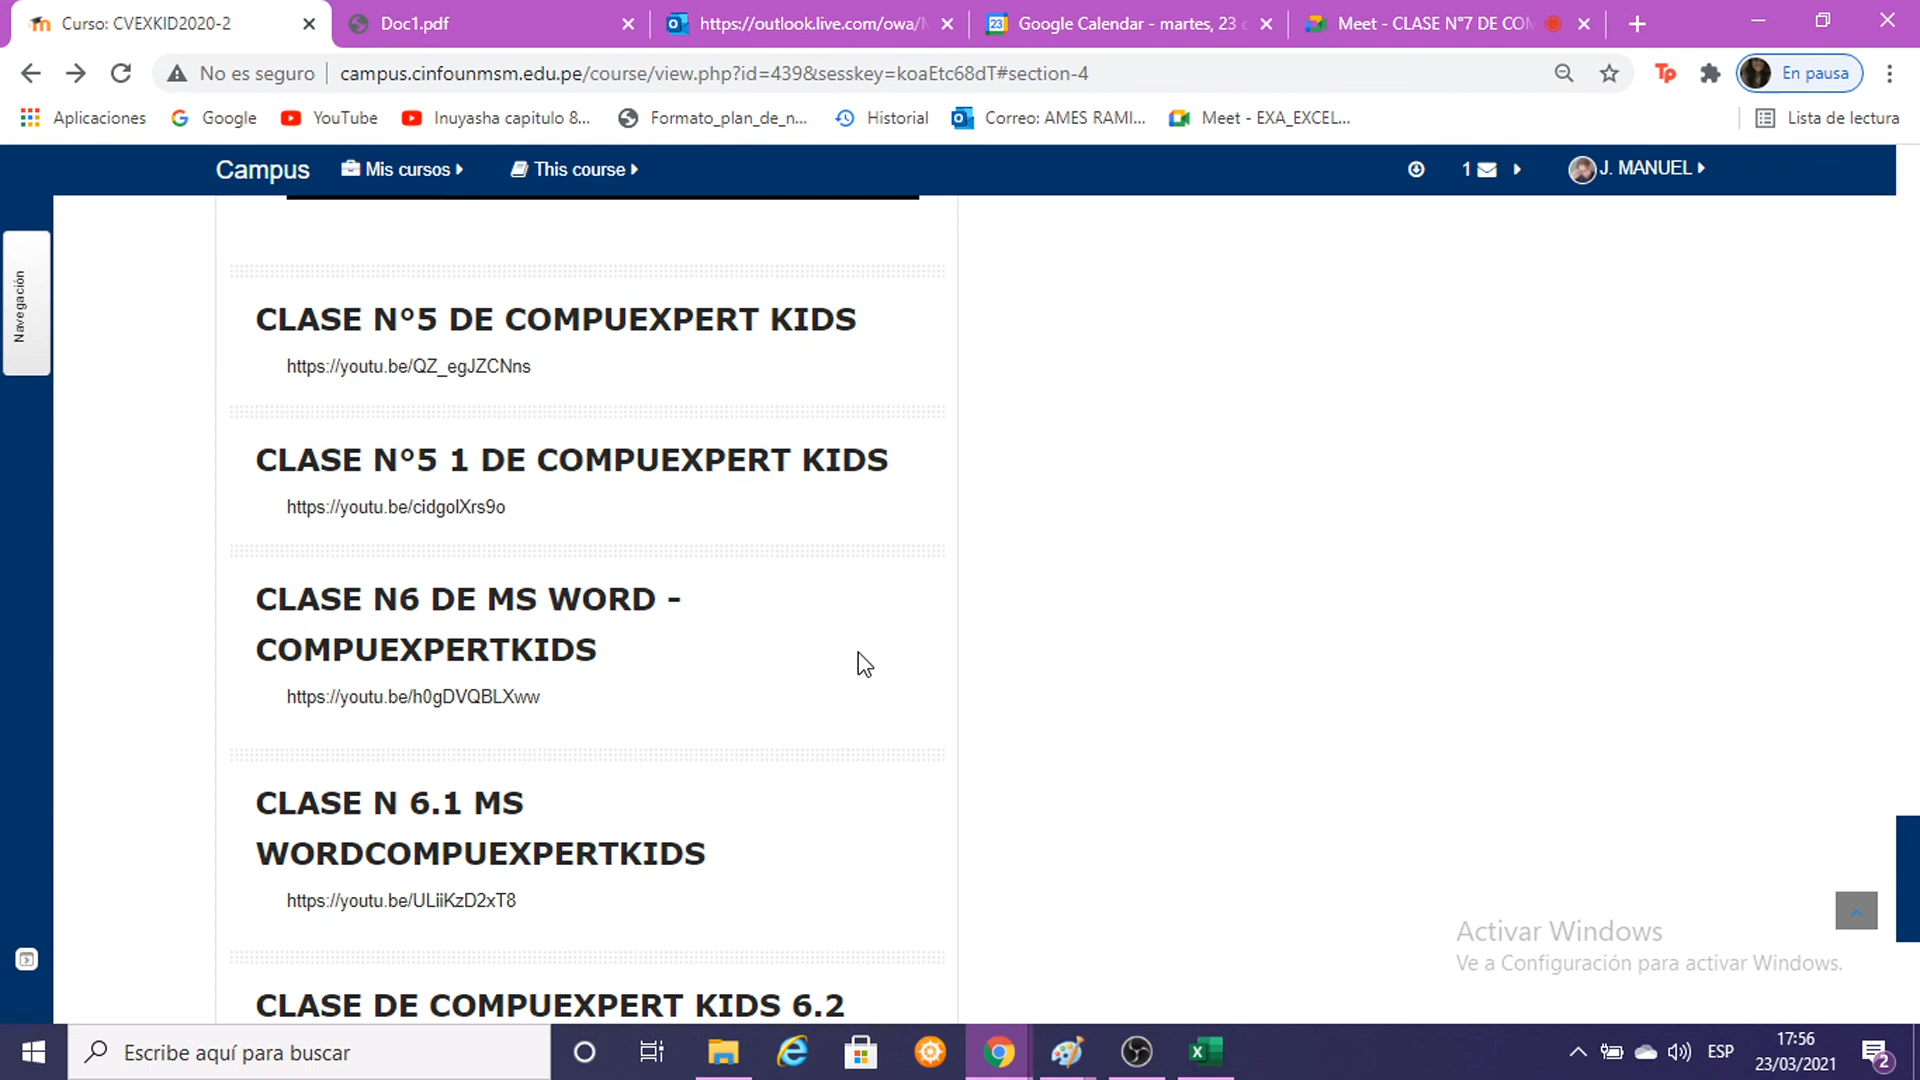 Curso: CVEXKID2020-2
Doc1.pdf
https://outlook.live.com/owa/
Google Calendar - martes, 23
Meet - CLASE N°7 DE CO
No es seguro
campus.cinfounmsm.edu.pe/course/view.php?id=439&sesskey=koaEtc68dT#section-4
Tp
En pausa
Aplicaciones
Google
YouTube
Inuyasha capitulo 8...
Formato_plan_de_n...
Historial
Correo: AMES RAMI...
Meet - EXA_EXCEL...
Lista de lectura
Campus
Mis cursos
This course
1
J. MANUEL
Navegación
CLASE N°5 DE COMPUEXPERT KIDS
https://youtu.be/QZ_egJZCNns
CLASE N°5 1 DE COMPUEXPERT KIDS
https://youtu.be/cidgolXrs9o
CLASE N6 DE MS WORD -
COMPUEXPERTKIDS
https://youtu.be/h0gDVQBLXww
CLASE N 6.1 MS
WORDCOMPUEXPERTKIDS
https://youtu.be/ULiiKzD2xT8
CLASE DE COMPUEXPERT KIDS 6.2
Activar Windows
Ve a Configuración para activar Windows.
Escribe aquí para buscar
ESP
17:56
23/03/2021
2